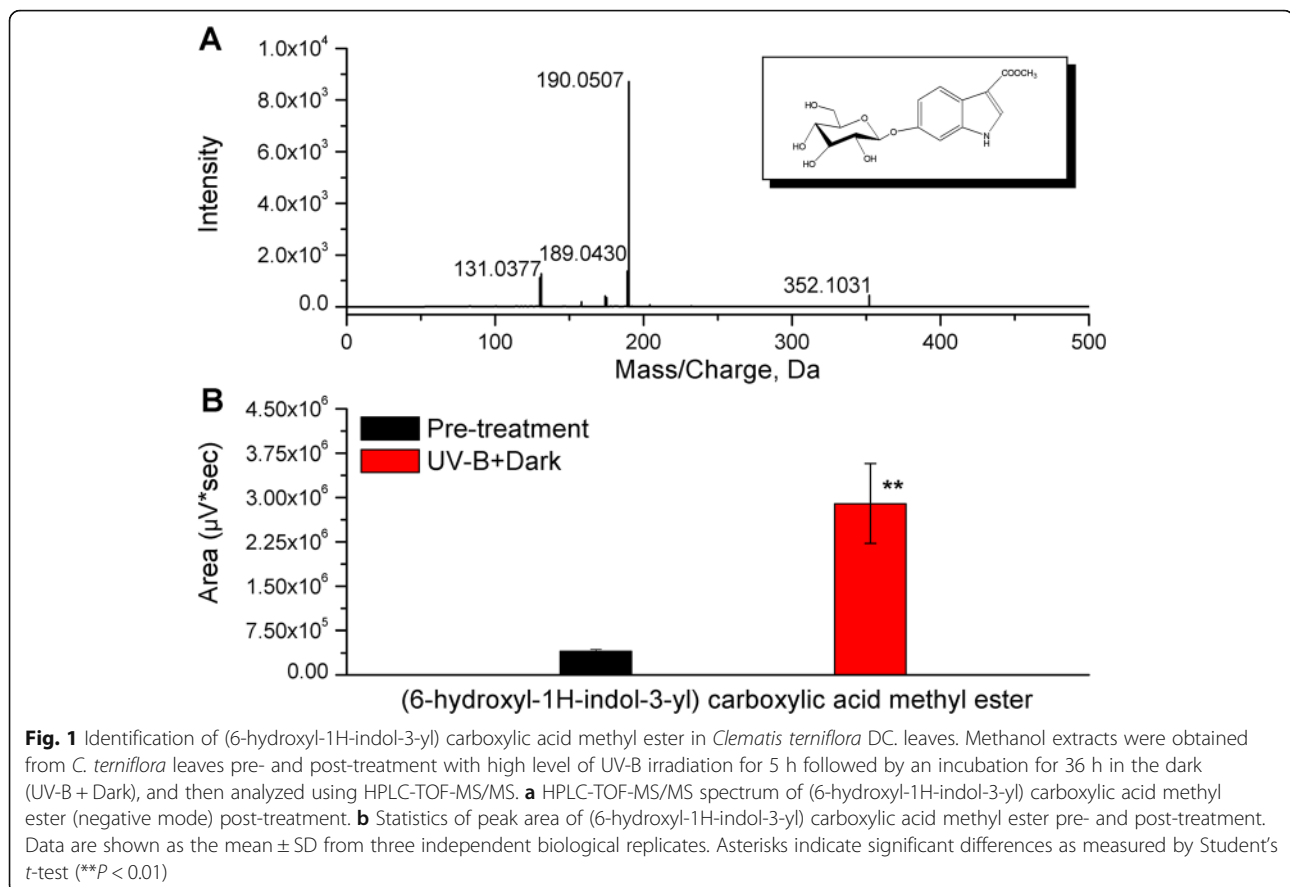 A
1.0x10⁴
8.0x10³
6.0x10³
4.0x10³
2.0x10³
0.0
Intensity
190.0507
189.0430
131.0377
352.1031
COOCH₃
HO
O
HO
HO
OH
O
N
H
0
100
200
300
400
500
Mass/Charge, Da
B
4.50x10⁶
3.75x10⁶
3.00x10⁶
2.25x10⁶
1.50x10⁶
7.50x10⁵
0.00
Area (µV*sec)
Pre-treatment
UV-B+Dark
**
(6-hydroxyl-1H-indol-3-yl) carboxylic acid methyl ester
Fig. 1 Identification of (6-hydroxyl-1H-indol-3-yl) carboxylic acid methyl ester in Clematis terniflora DC. leaves. Methanol extracts were obtained
from C. terniflora leaves pre- and post-treatment with high level of UV-B irradiation for 5 h followed by an incubation for 36 h in the dark
(UV-B + Dark), and then analyzed using HPLC-TOF-MS/MS. a HPLC-TOF-MS/MS spectrum of (6-hydroxyl-1H-indol-3-yl) carboxylic acid methyl
ester (negative mode) post-treatment. b Statistics of peak area of (6-hydroxyl-1H-indol-3-yl) carboxylic acid methyl ester pre- and post-treatment.
Data are shown as the mean ± SD from three independent biological replicates. Asterisks indicate significant differences as measured by Student's
t-test (**P < 0.01)